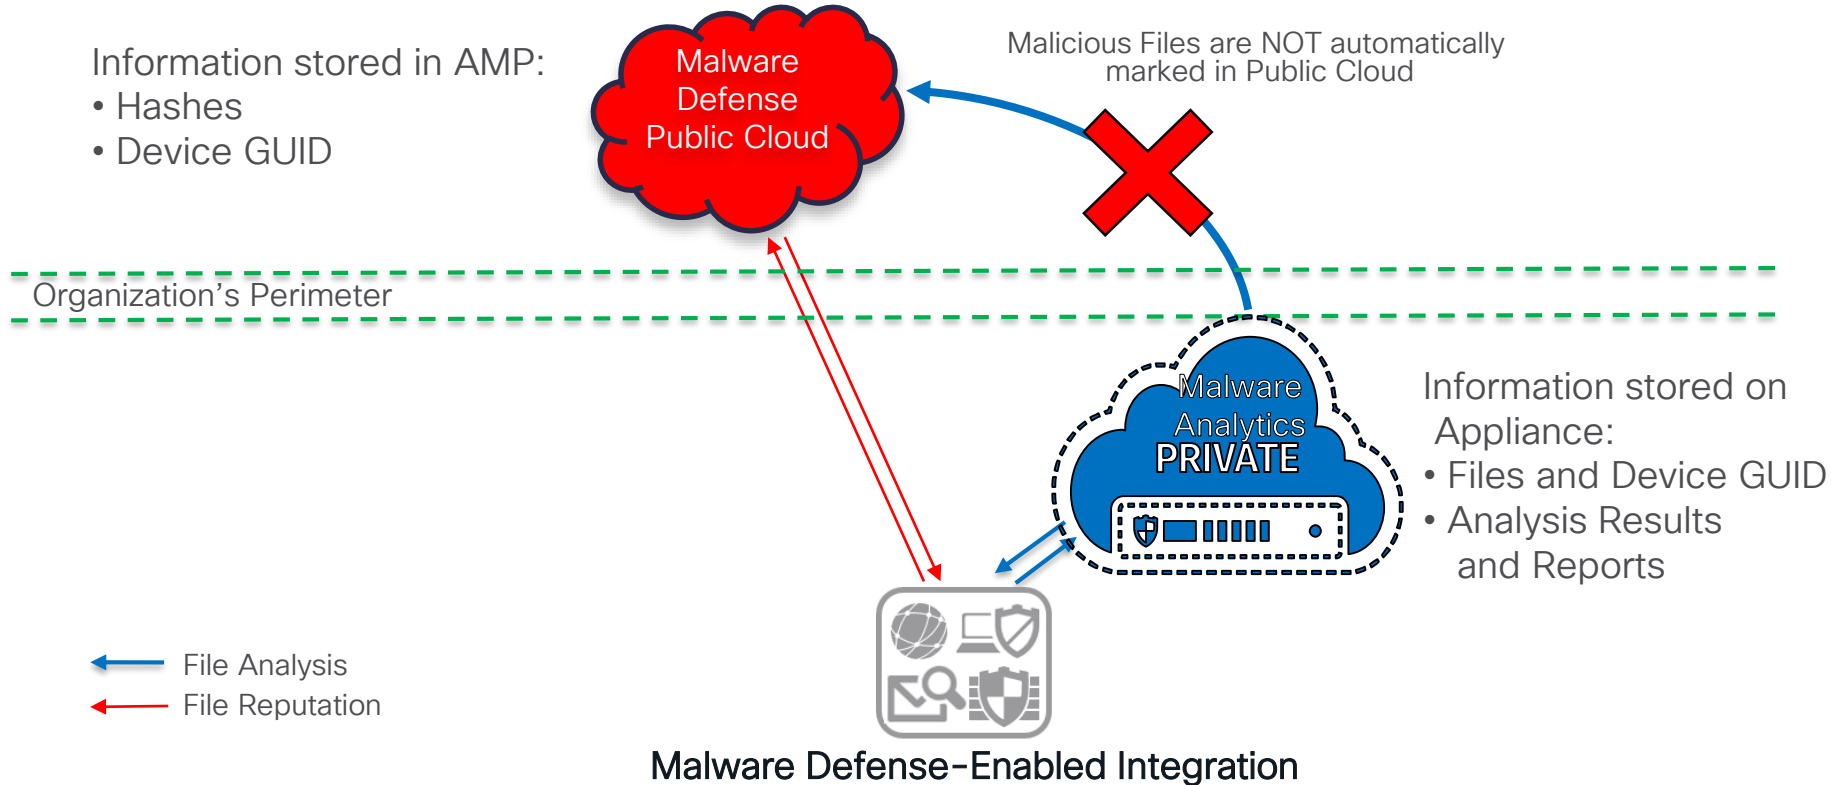 Information stored in AMP:
• Hashes
• Device GUID
Malware
Defense
Public Cloud
Malicious Files are NOT automatically
marked in Public Cloud
Organization's Perimeter
Malware
Analytics
PRIVATE
Information stored on
Appliance:
• Files and Device GUID
• Analysis Results
and Reports
File Analysis
File Reputation
Malware Defense-Enabled Integration